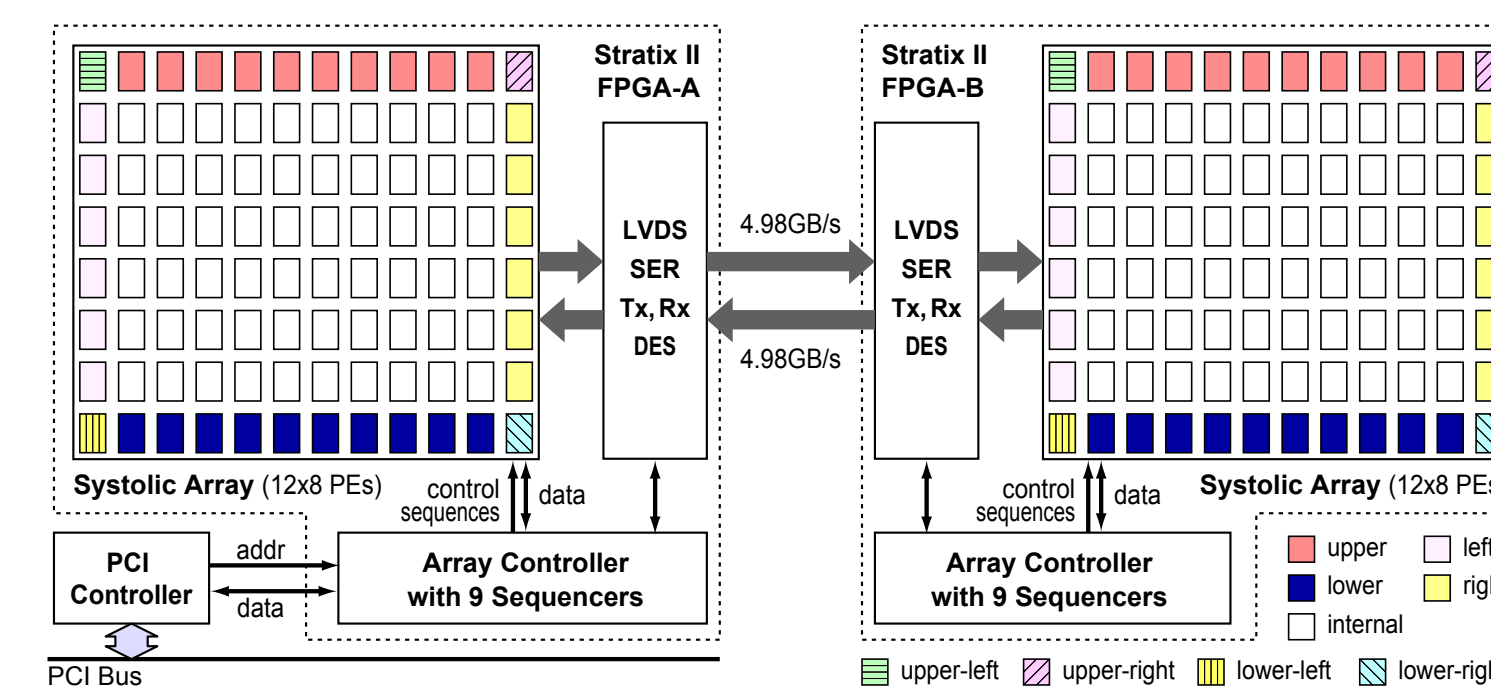 Stratix II
FPGA-A
LVDS
SER
Tx, Rx
DES
4.98GB/s
4.98GB/s
Stratix II
FPGA-B
LVDS
SER
Tx, Rx
DES
Systolic Array (12x8 PEs)
control
sequences
data
PCI
Controller
addr
data
Array Controller
with 9 Sequencers
PCI Bus
control
sequences
data
Systolic Array (12x8
Array Controller
with 9 Sequencers
upper
lower
internal
upper-left
upper-right
lower-left